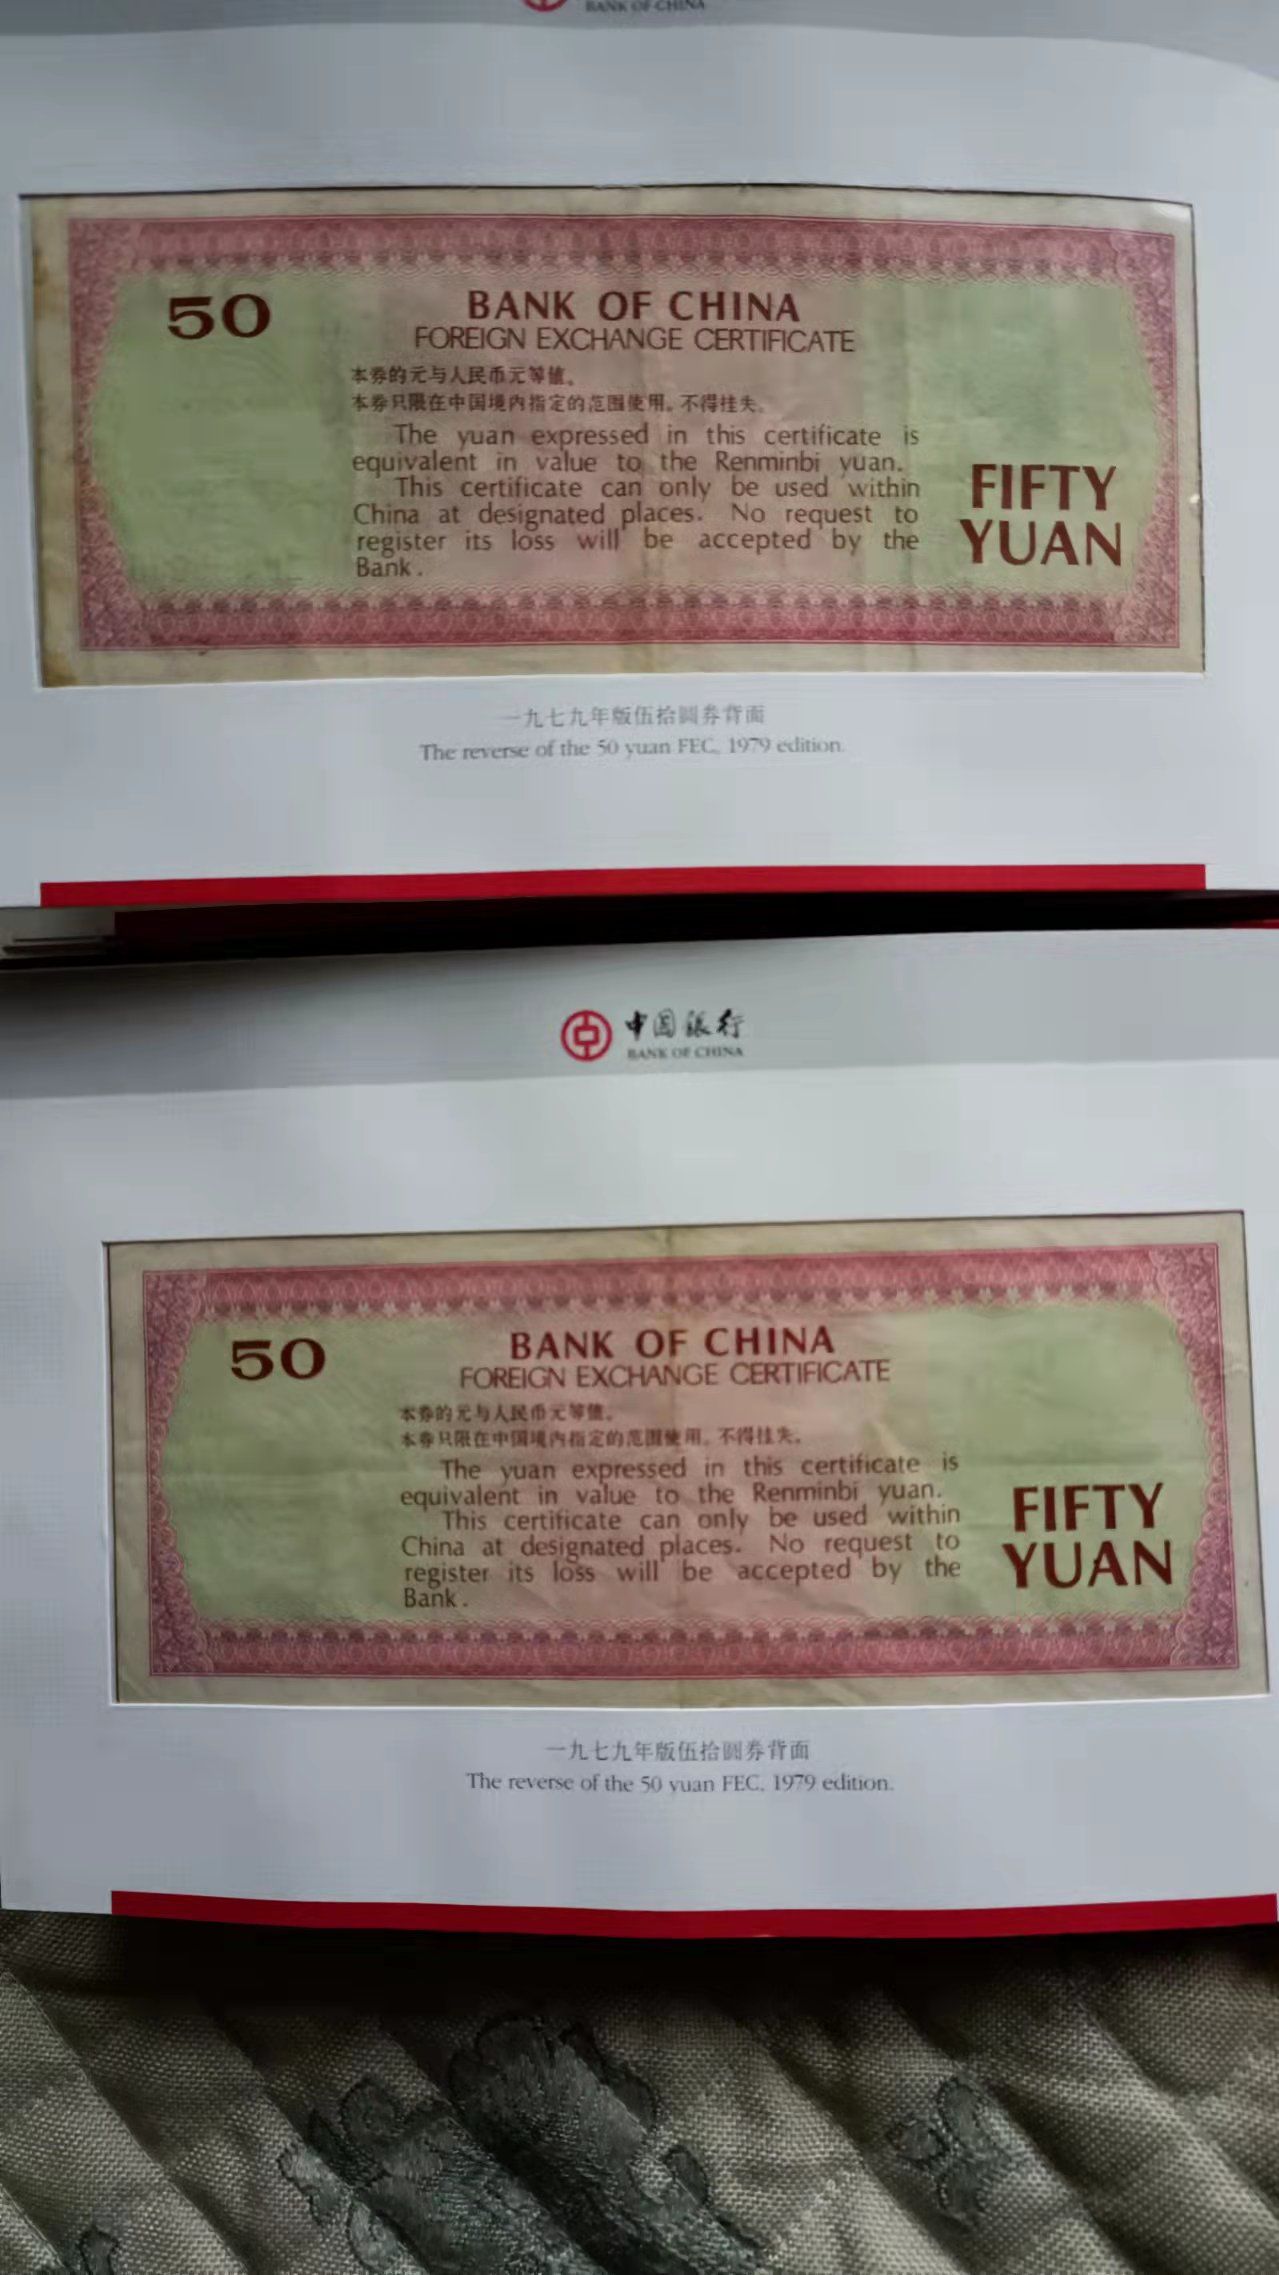 BANK OF CHINA
50
BANK OF CHINA
FOREIGN EXCHANGE CERTIFICATE
本券的元与人民币元等值。
本券只限在中国境内指定的范围使用。不得挂失。
The yuan expressed in this certificate is
equivalent in value to the Renminbi yuan.
This certificate can only be used within
China at designated places. No request to
register its loss will be accepted by the
Bank.
FIFTY
YUAN
一九七九年版伍拾圆券背面
The reverse of the 50 yuan FEC, 1979 edition.
中国银行
BANK OF CHINA
50
BANK OF CHINA
FOREIGN EXCHANGE CERTIFICATE
本券的元与人民币元等值。
本券只限在中国境内指定的范围使用。不得挂失。
The yuan expressed in this certificate is
equivalent in value to the Renminbi yuan.
This certificate can only be used within
China at designated places. No request to
register its loss will be accepted by the
Bank.
FIFTY
YUAN
一九七九年版伍拾圆券背面
The reverse of the 50 yuan FEC, 1979 edition.